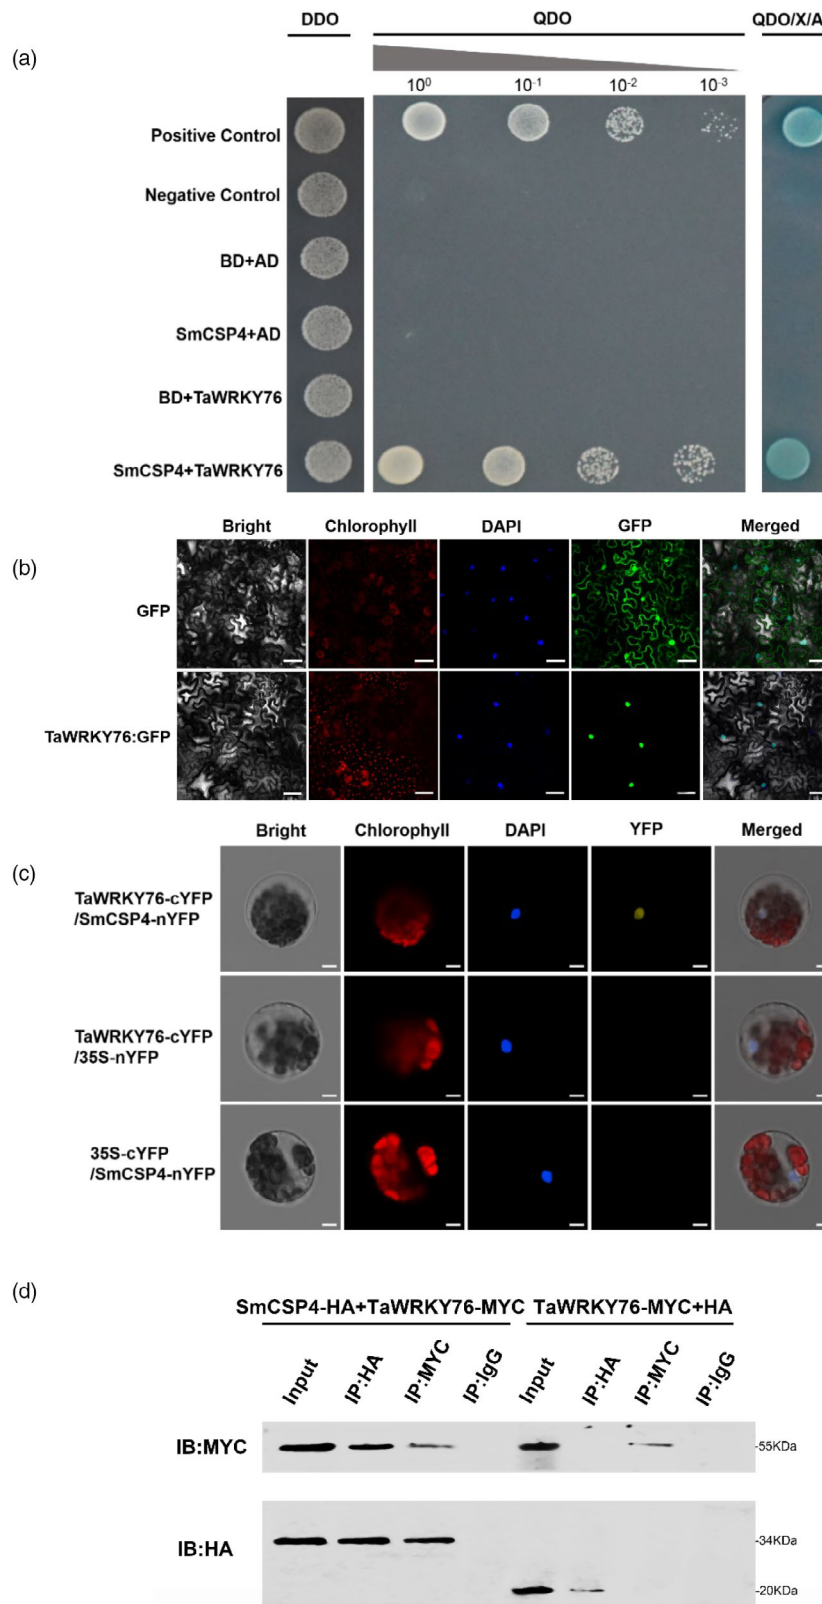 DDO QDO QDO/X/A
(a)
10⁰ 10⁻¹ 10⁻² 10⁻³
Positive Control
Negative Control
BD+AD
SmCSP4+AD
BD+TaWRKY76
SmCSP4+TaWRKY76
Bright Chlorophyll DAPI GFP Merged
(b)
GFP
TaWRKY76:GFP
Bright Chlorophyll DAPI YFP Merged
(c)
TaWRKY76-cYFP
/SmCSP4-nYFP
TaWRKY76-cYFP
/35S-nYFP
35S-cYFP
/SmCSP4-nYFP
(d)
SmCSP4-HA+TaWRKY76-MYC TaWRKY76-MYC+HA
Input IP:HA IP:MYC IP:IgG Input IP:HA IP:MYC IP:IgG
IB:MYC -55KDa
IB:HA -34KDa
-20KDa